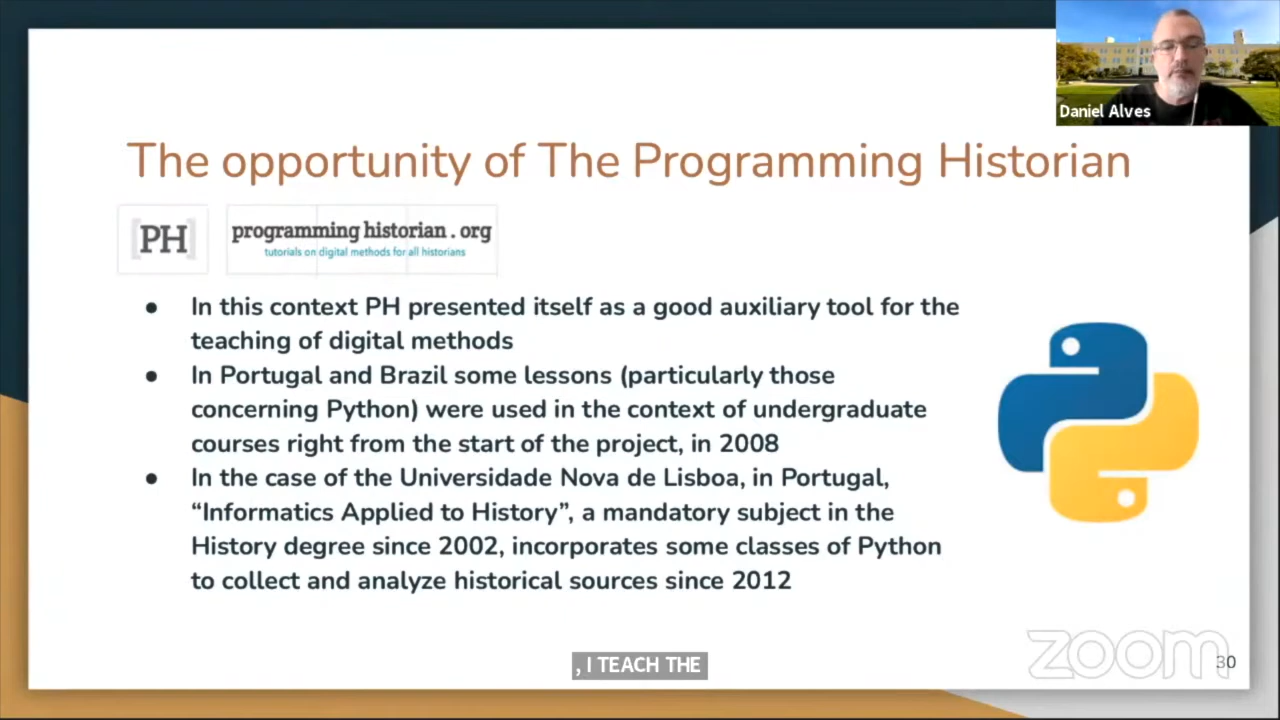 Daniel Alves
The opportunity of The Programming Historian
[PH]
programming historian . org
tutorials on digital methods for all historians
● In this context PH presented itself as a good auxiliary tool for the
teaching of digital methods
● In Portugal and Brazil some lessons (particularly those
concerning Python) were used in the context of undergraduate
courses right from the start of the project, in 2008
● In the case of the Universidade Nova de Lisboa, in Portugal,
“Informatics Applied to History”, a mandatory subject in the
History degree since 2002, incorporates some classes of Python
to collect and analyze historical sources since 2012
, I TEACH THE
zoom
30